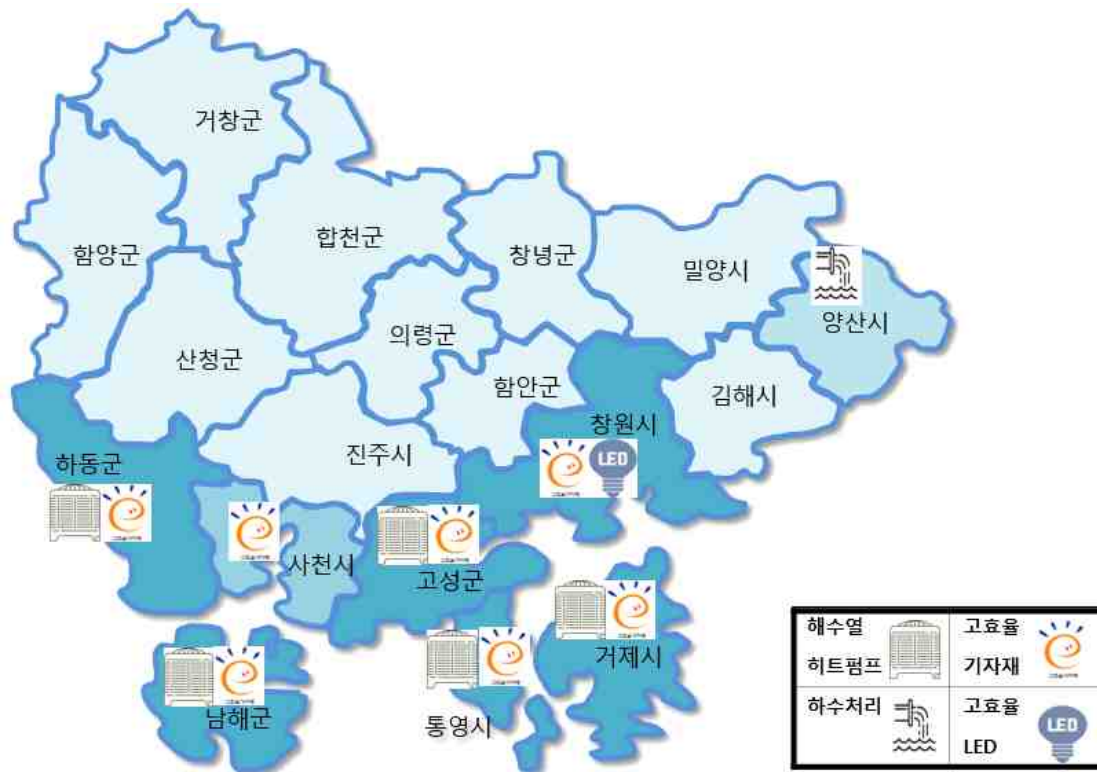 거창군
함양군
합천군
창녕군
밀양시
양산시
산청군
의령군
함안군
김해시
창원시
진주시
LED
하동군
사천시
고성군
거제시
남해군
통영시
해수열
히트펌프
고효율
기자재
하수처리
고효율
LED
LED